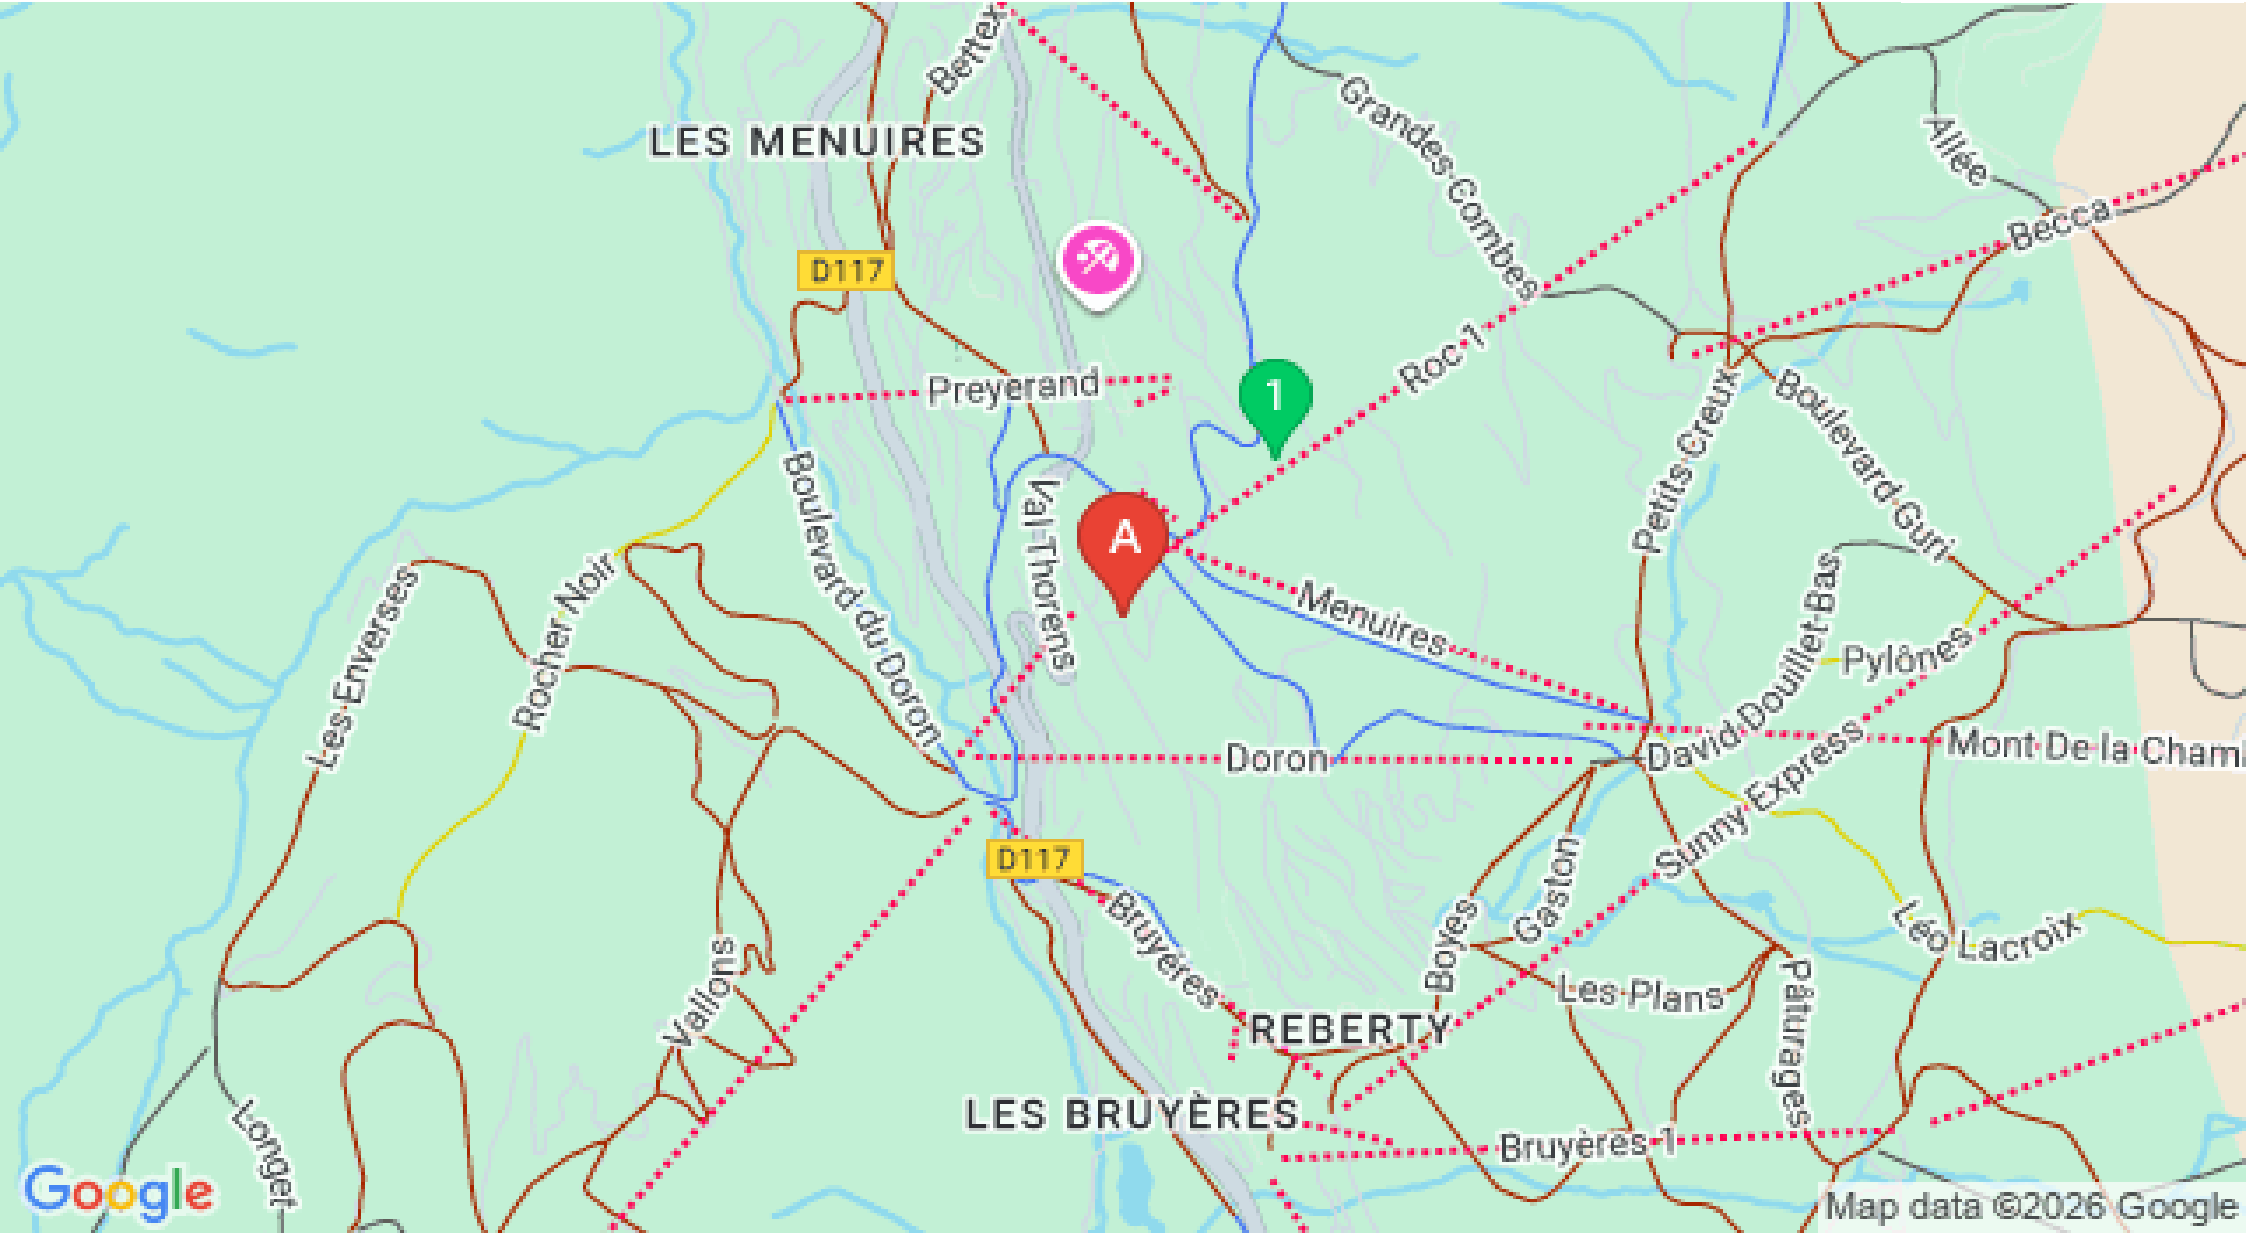 Bettex
LES MENUIRES
Grandes Combes
Allée
Becca
D117
Roc 1
Preyerand
1
Petits Creux
Boulevard Guri
Boulevard du Doron
Val Thorens
A
Les Enverses
Rocher Noir
Menuires
David Douillet Bas
Pylônes
Doron
Mont De la Cham
Sunny Express
D117
Gaston
Boyes
Bruyères
Léo Lacroix
Vallons
Les Plans
Pâturages
REBERTY
LES BRUYÈRES
Bruyères 1
Longet
Google
Map data ©2026 Google